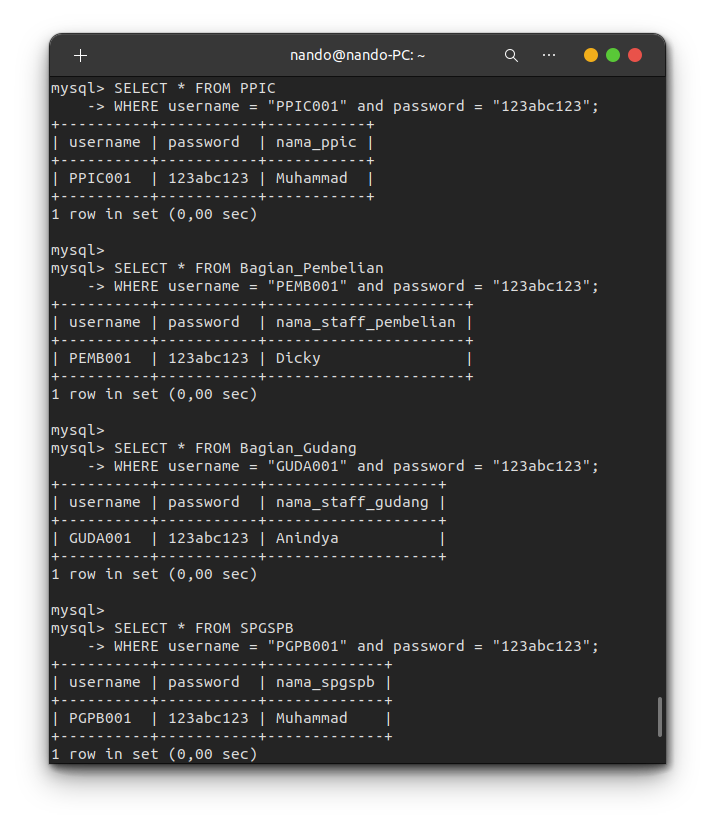 nando@nando-PC: ~
mysql> SELECT * FROM PPIC
    -> WHERE username = "PPIC001" and password = "123abc123";
+----------+-----------+-----------+
| username | password  | nama_ppic |
+----------+-----------+-----------+
| PPIC001  | 123abc123 | Muhammad  |
+----------+-----------+-----------+
1 row in set (0,00 sec)

mysql>
mysql> SELECT * FROM Bagian_Pembelian
    -> WHERE username = "PEMB001" and password = "123abc123";
+----------+-----------+----------------------+
| username | password  | nama_staff_pembelian |
+----------+-----------+----------------------+
| PEMB001  | 123abc123 | Dicky                |
+----------+-----------+----------------------+
1 row in set (0,00 sec)

mysql>
mysql> SELECT * FROM Bagian_Gudang
    -> WHERE username = "GUDA001" and password = "123abc123";
+----------+-----------+-------------------+
| username | password  | nama_staff_gudang |
+----------+-----------+-------------------+
| GUDA001  | 123abc123 | Anindya           |
+----------+-----------+-------------------+
1 row in set (0,00 sec)

mysql>
mysql> SELECT * FROM SPGSPB
    -> WHERE username = "PGPB001" and password = "123abc123";
+----------+-----------+-------------+
| username | password  | nama_spgspb |
+----------+-----------+-------------+
| PGPB001  | 123abc123 | Muhammad    |
+----------+-----------+-------------+
1 row in set (0,00 sec)